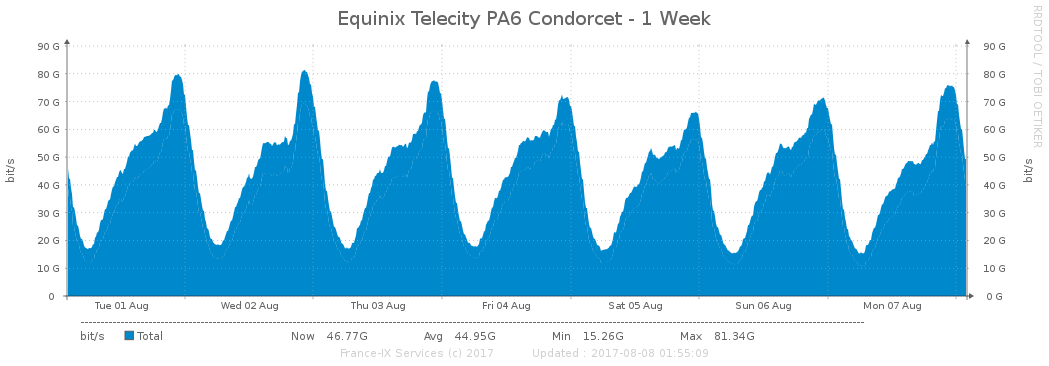 Equinix Telecity PA6 Condorcet - 1 Week
RRDTOOL / TOBI OETIKER
90 G 90 G
80 G 80 G
70 G 70 G
60 G 60 G
50 G 50 G
40 G 40 G
30 G 30 G
20 G 20 G
10 G 10 G
0 0 G
bit/s
bit/s
Tue 01 Aug Wed 02 Aug Thu 03 Aug Fri 04 Aug Sat 05 Aug Sun 06 Aug Mon 07 Aug
bit/s Total Now 46.77G Avg 44.95G Min 15.26G Max 81.34G
France-IX Services (c) 2017 Updated : 2017-08-08 01:55:09